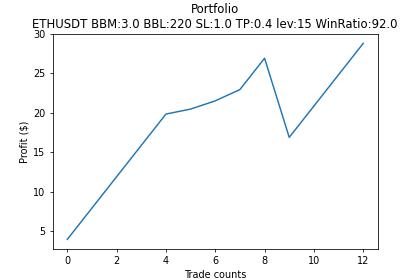 Portfolio
ETHUSDT BBM:3.0 BBL:220 SL:1.0 TP:0.4 lev:15 WinRatio:92.0
30
25
20
15
10
5
Profit ($)
0 2 4 6 8 10 12
Trade counts